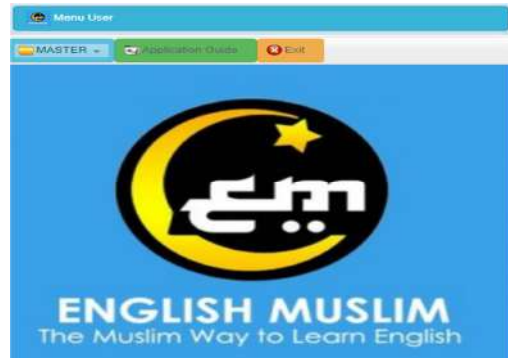 Menu User
MASTER
Application Guide
Exit
ENGLISH MUSLIM
The Muslim Way to Learn English